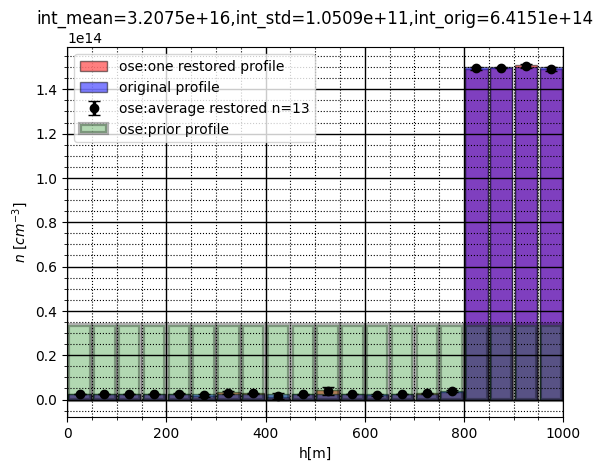 int_mean=3.2075e+16,int_std=1.0509e+11,int_orig=6.4151e+14
1e14
ose:one restored profile
original profile
ose:average restored n=13
ose:prior profile
1.4
1.2
1.0
0.8
0.6
0.4
0.2
0.0
n [cm⁻³]
0 200 400 600 800 1000
h[m]